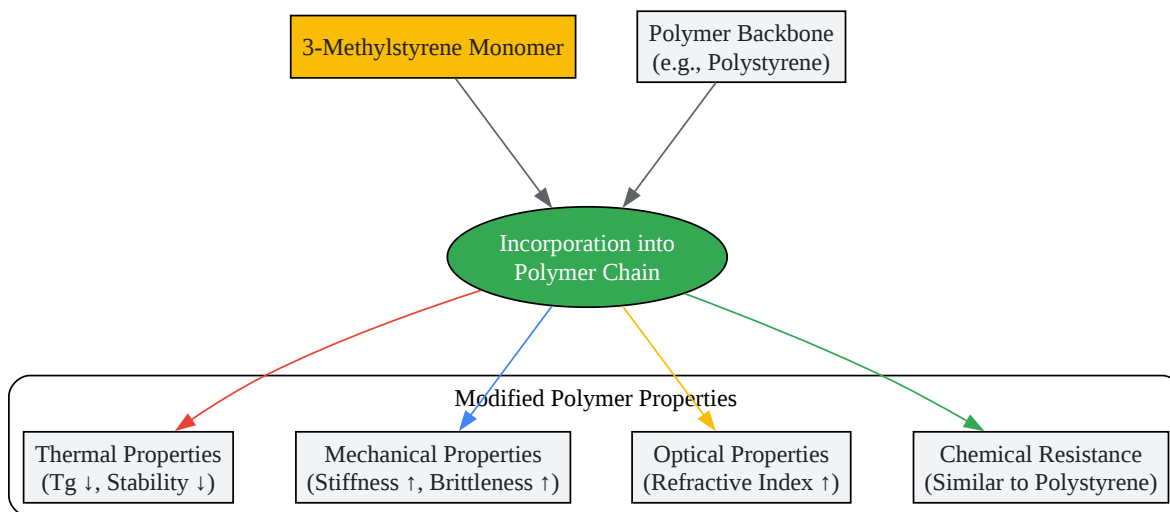 3-Methylstyrene Monomer
Polymer Backbone
(e.g., Polystyrene)
Incorporation into
Polymer Chain
Modified Polymer Properties
Thermal Properties
(Tg ↓, Stability ↓)
Mechanical Properties
(Stiffness ↑, Brittleness ↑)
Optical Properties
(Refractive Index ↑)
Chemical Resistance
(Similar to Polystyrene)